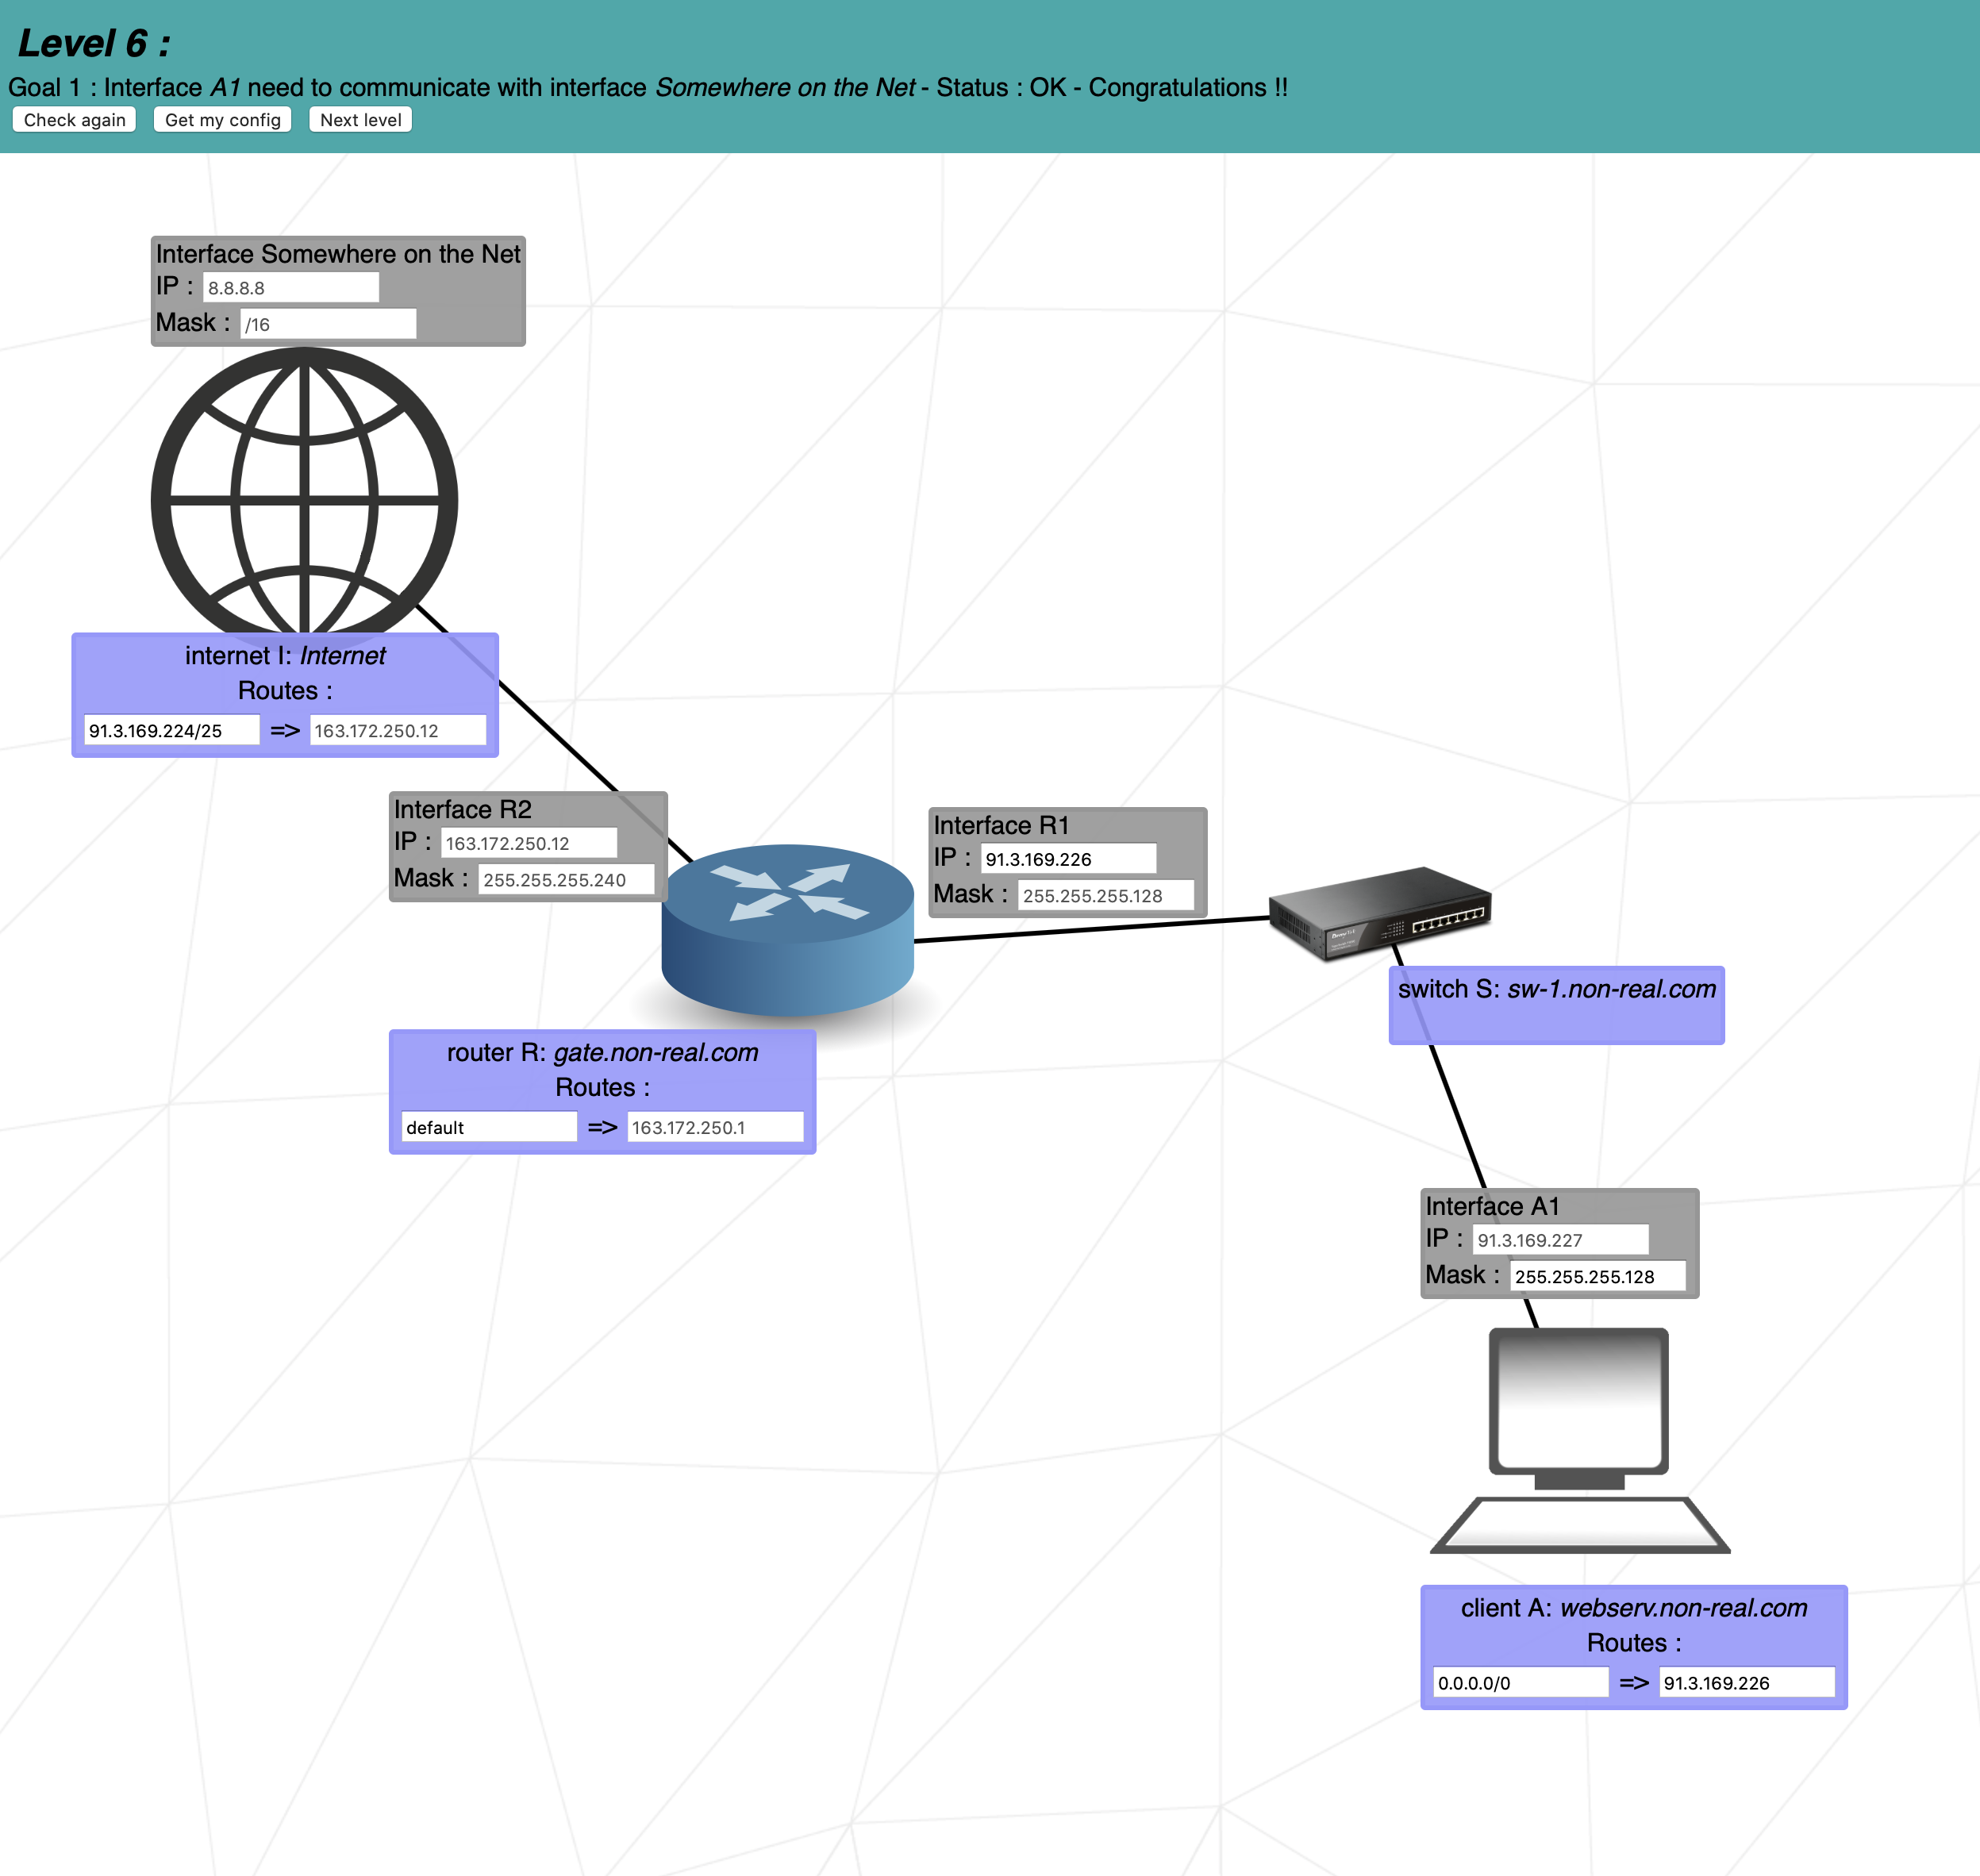 Level 6 :
Goal 1 : Interface A1 need to communicate with interface Somewhere on the Net - Status : OK - Congratulations !!
Check again Get my config Next level
Interface Somewhere on the Net
IP : 8.8.8.8
Mask : /16
internet I: Internet
Routes :
91.3.169.224/25 => 163.172.250.12
Interface R2
IP : 163.172.250.12
Mask : 255.255.255.240
Interface R1
IP : 91.3.169.226
Mask : 255.255.255.128
router R: gate.non-real.com
Routes :
default => 163.172.250.1
switch S: sw-1.non-real.com
Interface A1
IP : 91.3.169.227
Mask : 255.255.255.128
client A: webserv.non-real.com
Routes :
0.0.0.0/0 => 91.3.169.226